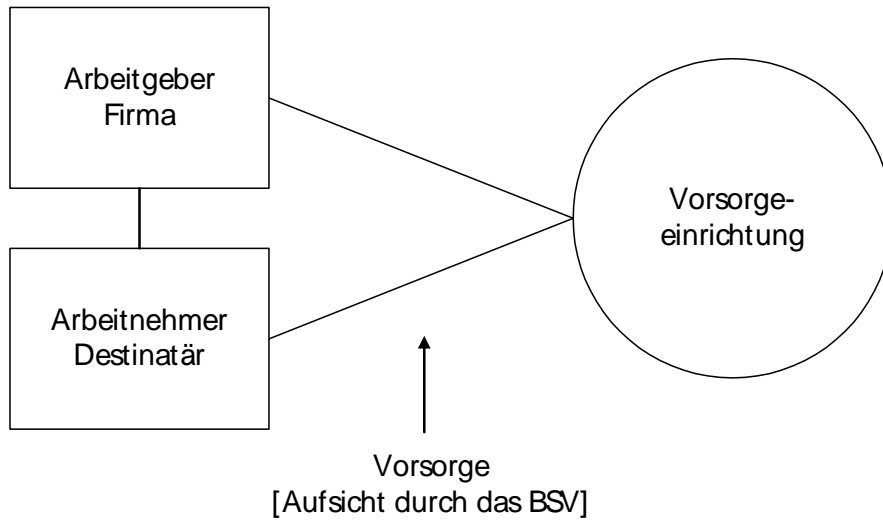 Arbeitgeber
Firma
Vorsorge-
einrichtung
Arbeitnehmer
Destinatär
Vorsorge
[Aufsicht durch das BSV]